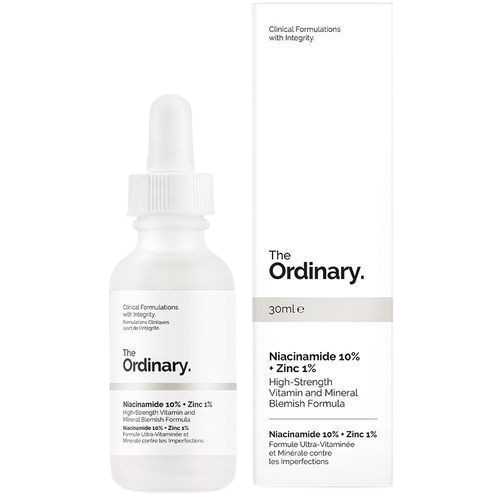 Clinical Formulations
with Integrity.
The
Ordinary.
30ml e
Niacinamide 10%
+ Zinc 1%
High-Strength
Vitamin and Mineral
Blemish Formula
Niacinamide 10% + Zinc 1%
Formule Ultra-Vitaminée
et Minérale contre
les Imperfections
Clinical Formulations
with Integrity.
Formulations Cliniques
ayant de l'intégrité.
The
Ordinary.
Niacinamide 10% + Zinc 1%
High-Strength Vitamin and
Mineral Blemish Formula
Niacinamide 10% + Zinc 1%
Formule Ultra-Vitaminée et
Minérale contre les Imperfections